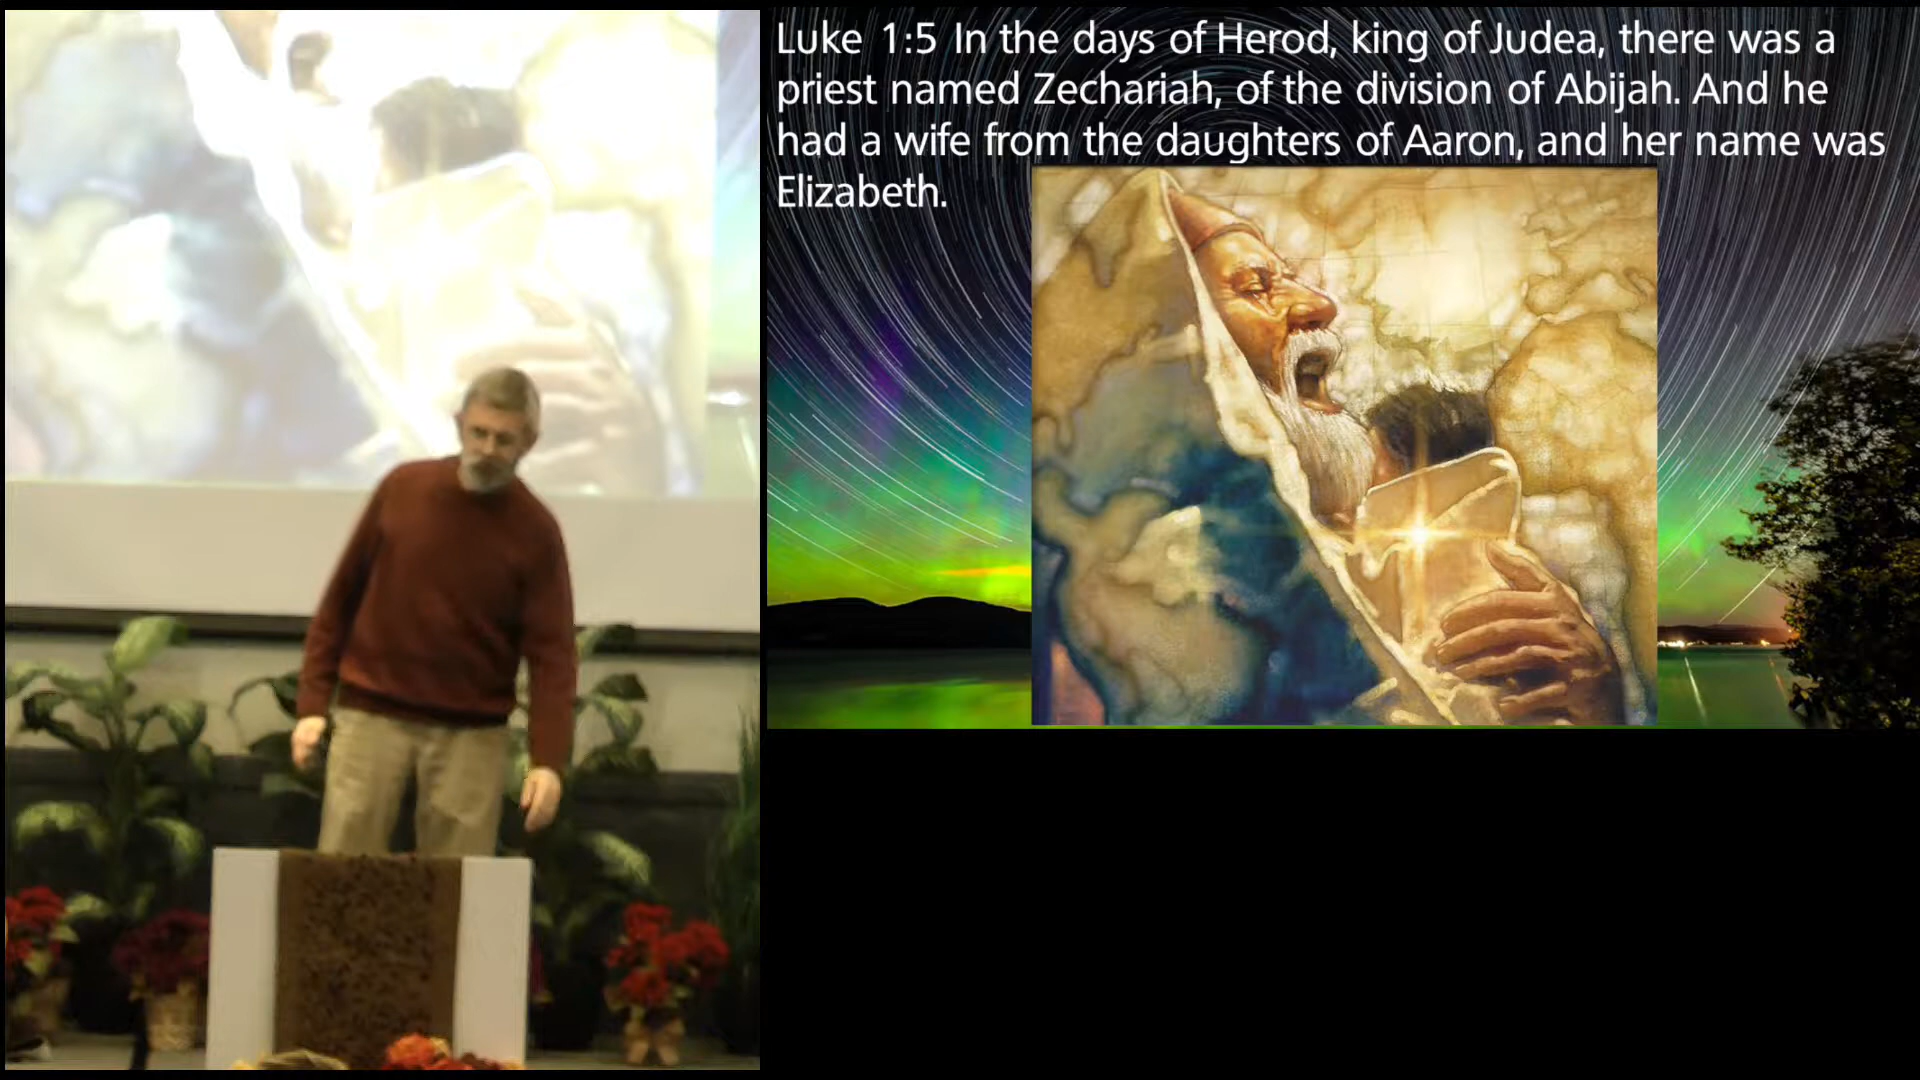 Luke 1:5 In the days of Herod, king of Judea, there was a
priest named Zechariah, of the division of Abijah. And he
had a wife from the daughters of Aaron, and her name was
Elizabeth.